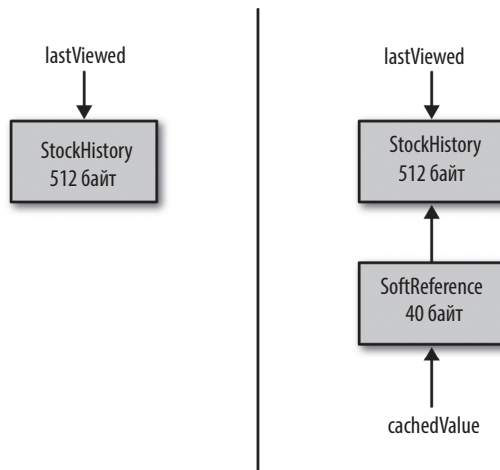 lastViewed
StockHistory
512 байт
lastViewed
StockHistory
512 байт
SoftReference
40 байт
cachedValue